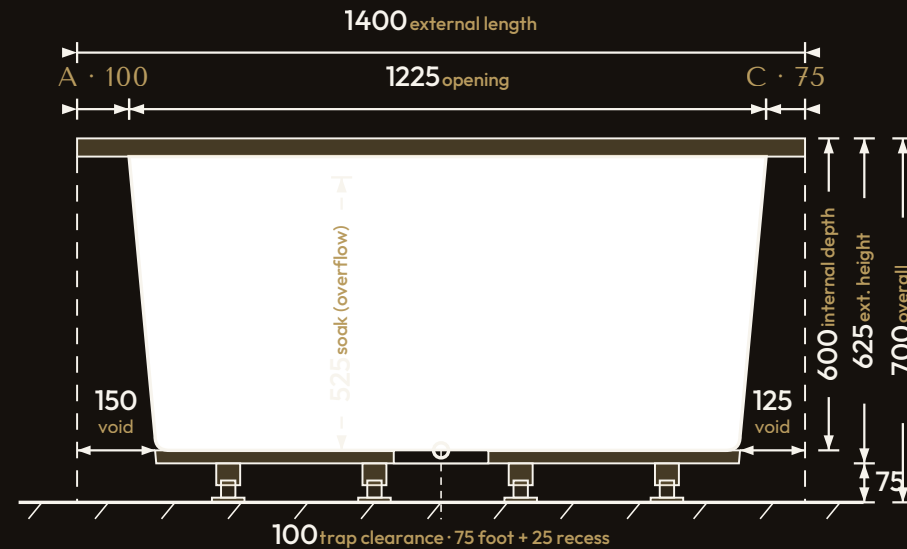 1400 external length
A · 100
1225 opening
C · 75
525 soak (overflow)
600 internal depth
625 ext. height
700 overall
150
void
125
void
75
100 trap clearance · 75 foot + 25 recess